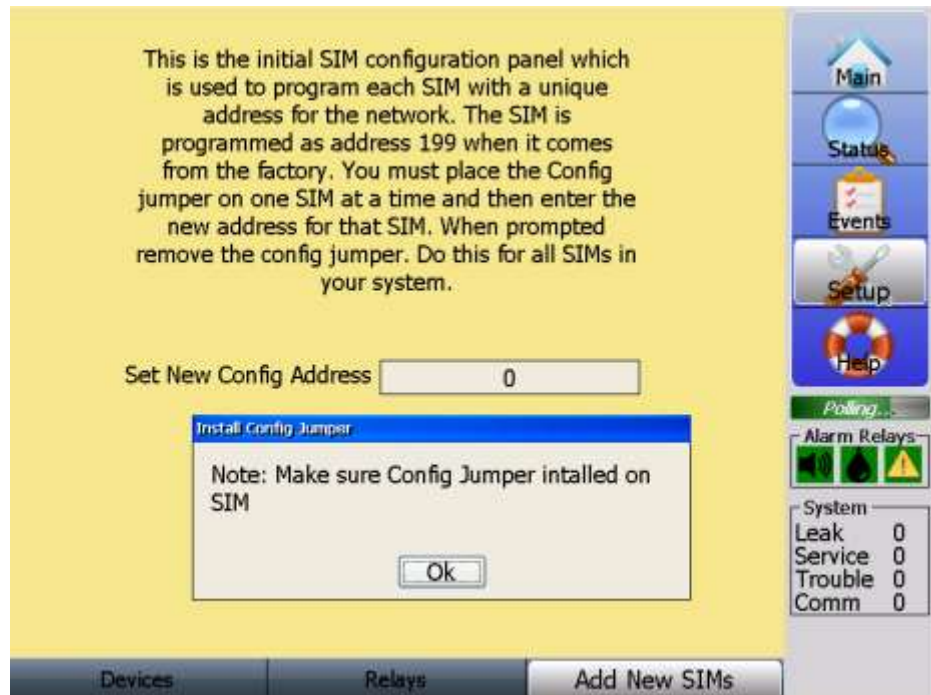 This is the initial SIM configuration panel which
is used to program each SIM with a unique
address for the network. The SIM is
programmed as address 199 when it comes
from the factory. You must place the Config
jumper on one SIM at a time and then enter the
new address for that SIM. When prompted
remove the config jumper. Do this for all SIMs in
your system.
Set New Config Address 0
Install Config Jumper
Note: Make sure Config Jumper intalled on
SIM
Ok
Devices Relays Add New SIMs
Main
Status
Events
Setup
Help
Polling...
Alarm Relays
System
Leak 0
Service 0
Trouble 0
Comm 0